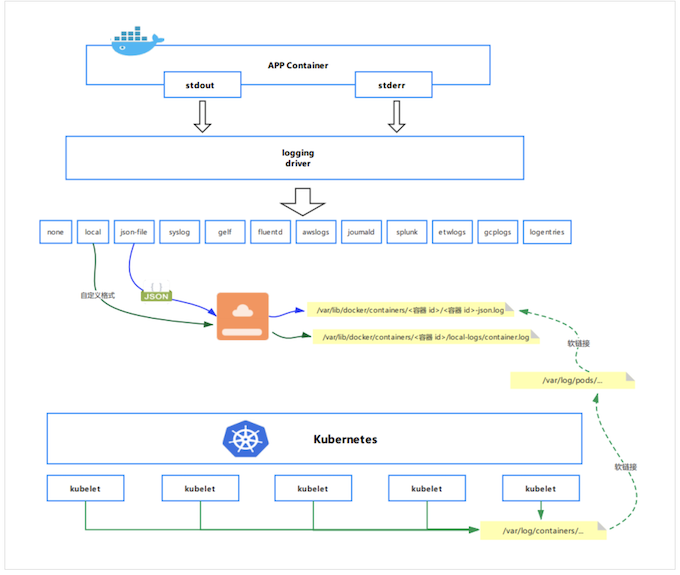 APP Container
stdout
stderr
logging
driver
none
local
json-file
syslog
gelf
fluentd
awslogs
journald
splunk
etwlogs
gcplogs
logentries
{ }
JSON
自定义格式
/var/lib/docker/containers/<容器 id>/<容器 id>-json.log
/var/lib/docker/containers/<容器 id>/local-logs/container.log
软链接
/var/log/pods/...
Kubernetes
软链接
kubelet
kubelet
kubelet
kubelet
kubelet
/var/log/containers/...